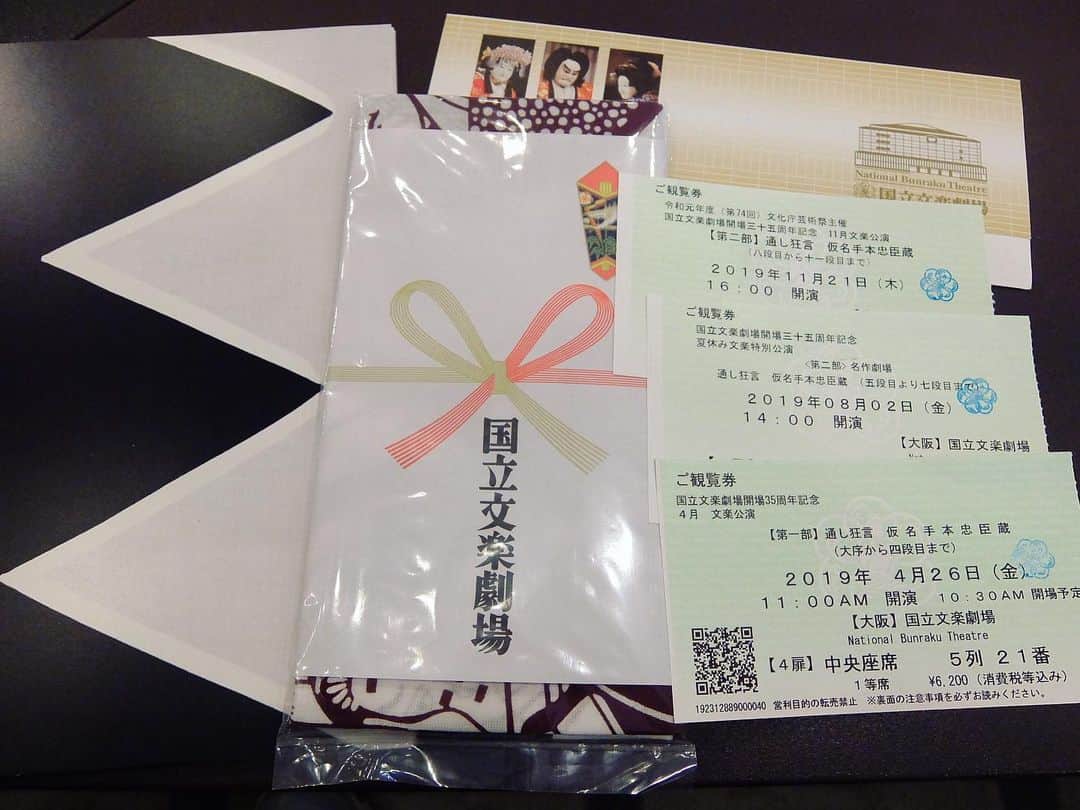 National Bunraku Theatre
国立文楽劇場
国立文楽劇場
ご観覧券
令和元年度（第74回）文化庁芸術祭主催
国立文楽劇場開場三十五周年記念　11月文楽公演
【第二部】通し狂言　仮名手本忠臣蔵
（八段目から十一段目まで）
2019年11月21日（木）
16：00　開演
ご観覧券
国立文楽劇場開場三十五周年記念
夏休み文楽特別公演
＜第二部＞名作劇場
通し狂言　仮名手本忠臣蔵　（五段目より七段目まで）
2019年08月02日（金）
14：00　開演
【大阪】国立文楽劇場
ご観覧券
国立文楽劇場開場35周年記念
4月　文楽公演
【第一部】通し狂言　仮名手本忠臣蔵
（大序から四段目まで）
2019年　4月26日（金）
11：00AM　開演　10：30AM 開場予定
【大阪】国立文楽劇場
National Bunraku Theatre
【4扉】中央座席　5列　21番
1等席　¥6,200（消費税等込み）
192312889000040　営利目的の転売禁止　※裏面の注意事項を必ずお読みください。